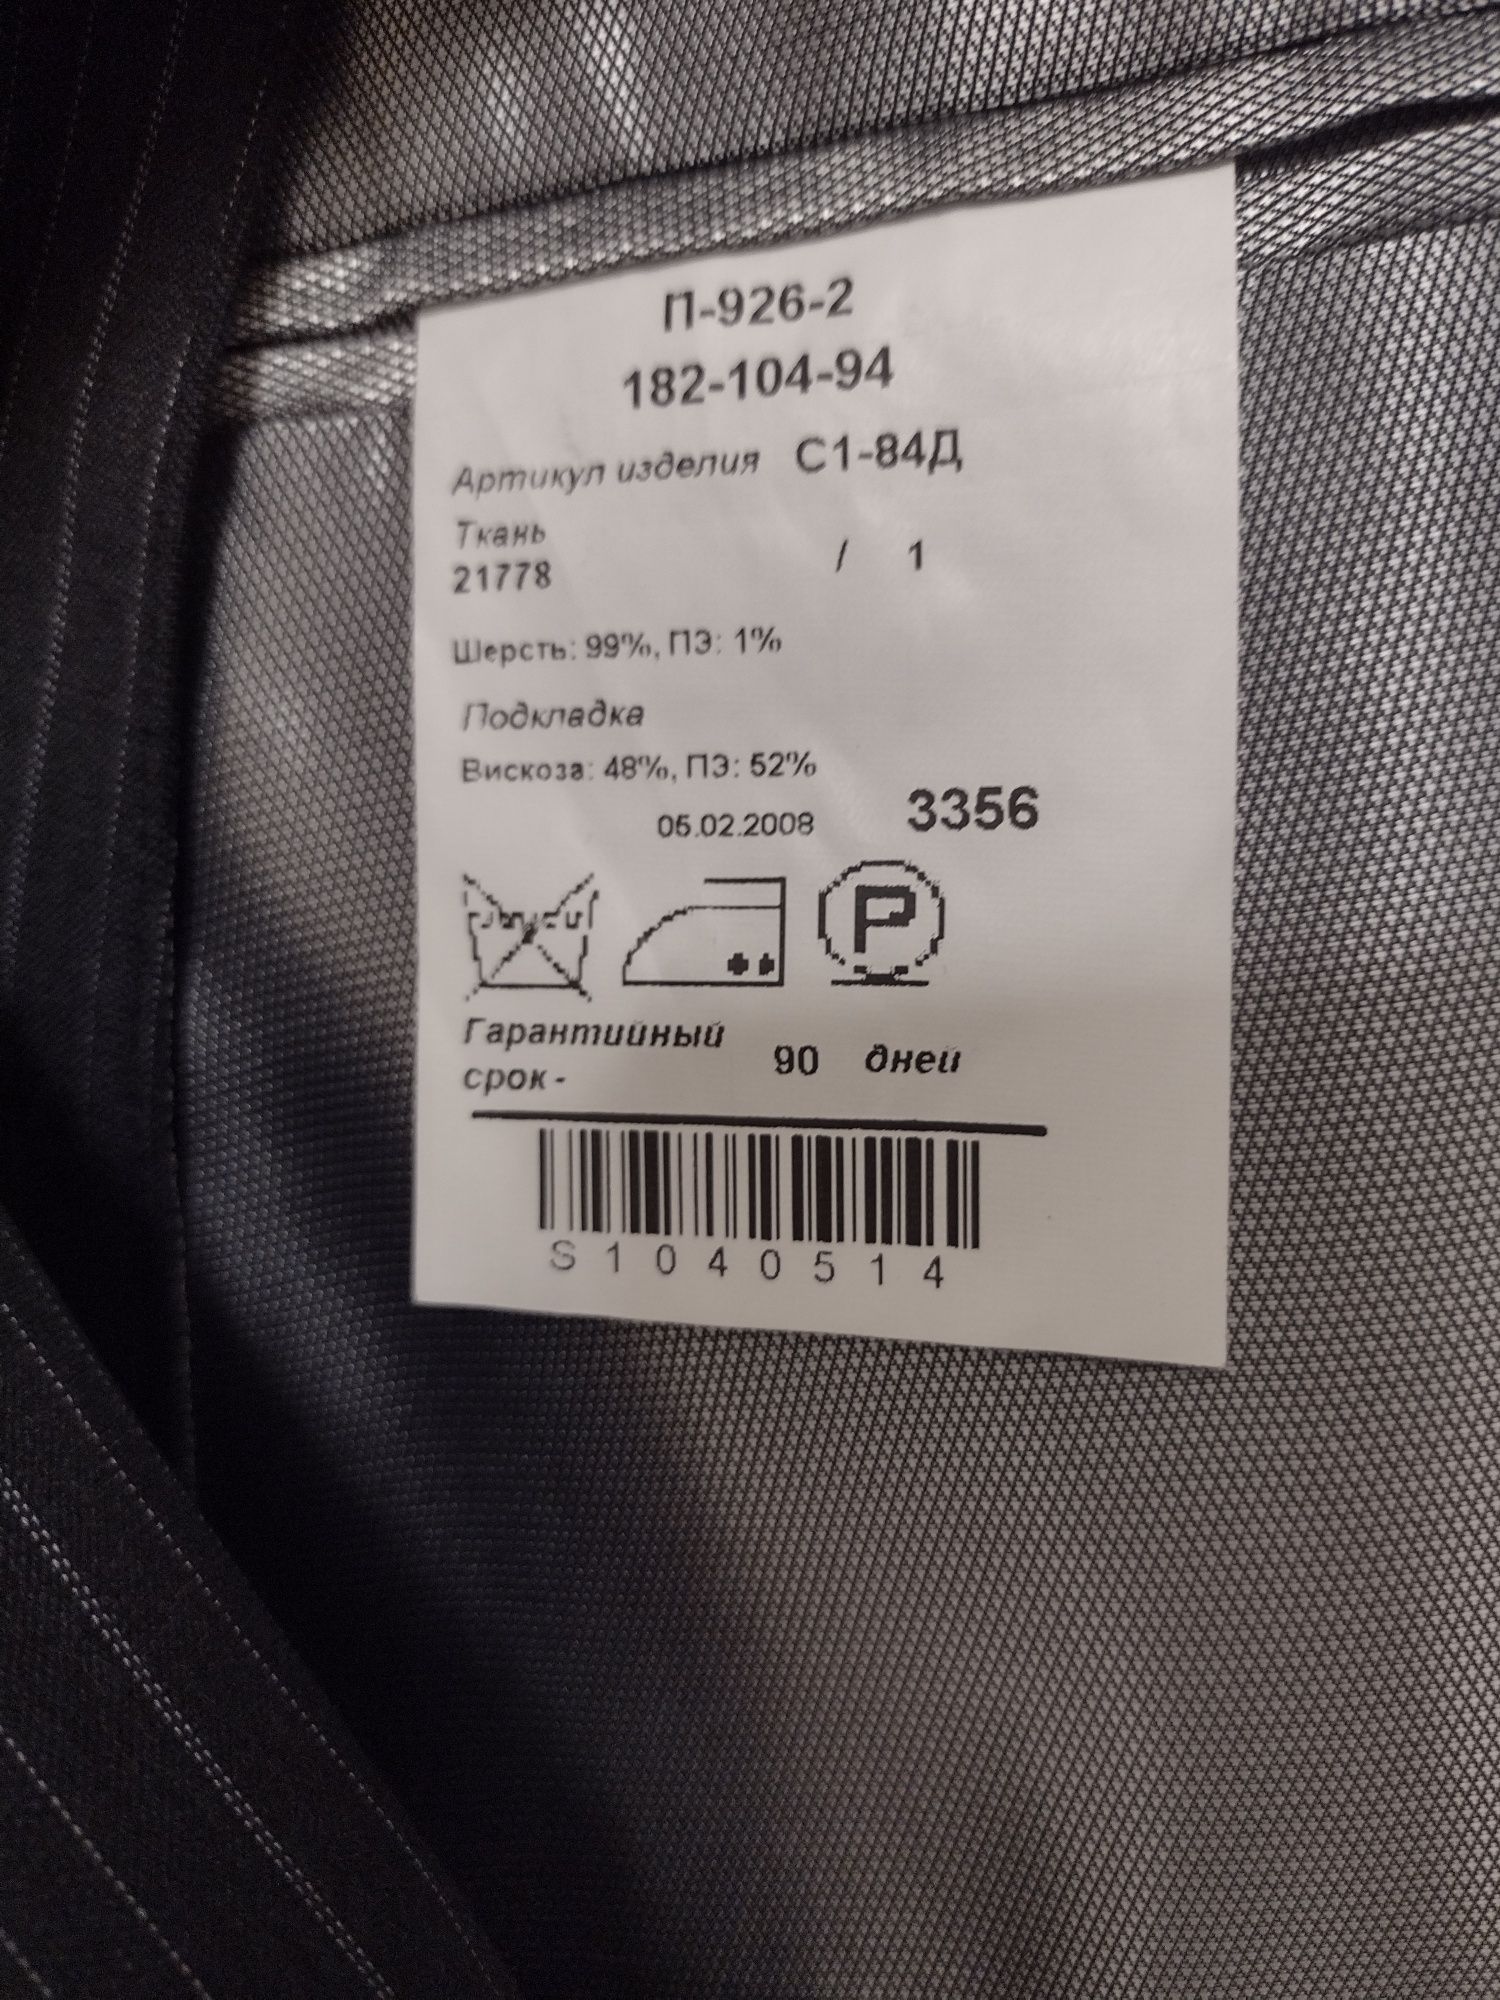 П-926-2
182-104-94
Артикул изделия С1-84Д
Ткань
21778 / 1
Шерсть: 99%, ПЭ: 1%
Подкладка
Вискоза: 48%, ПЭ: 52%
05.02.2008 3356
P
Гарантийный
срок - 90 дней
S1040514